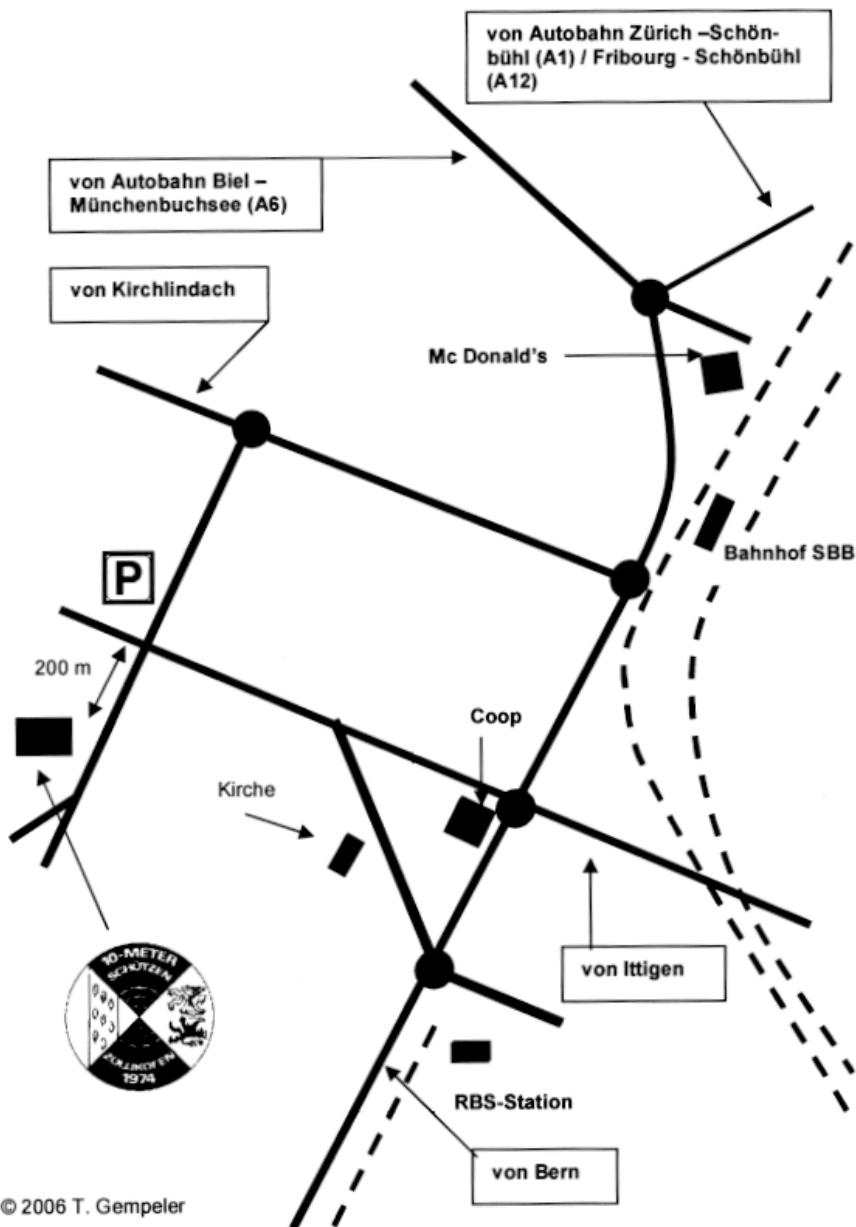 von Autobahn Zürich –Schön-
bühl (A1) / Fribourg - Schönbühl
(A12)
von Autobahn Biel –
Münchenbuchsee (A6)
von Kirchlindach
Mc Donald's
Bahnhof SBB
P
200 m
Coop
Kirche
von Ittigen
10-METER
SCHÜTZEN
ZOLLIKOFEN
1974
RBS-Station
von Bern
© 2006 T. Gempeler